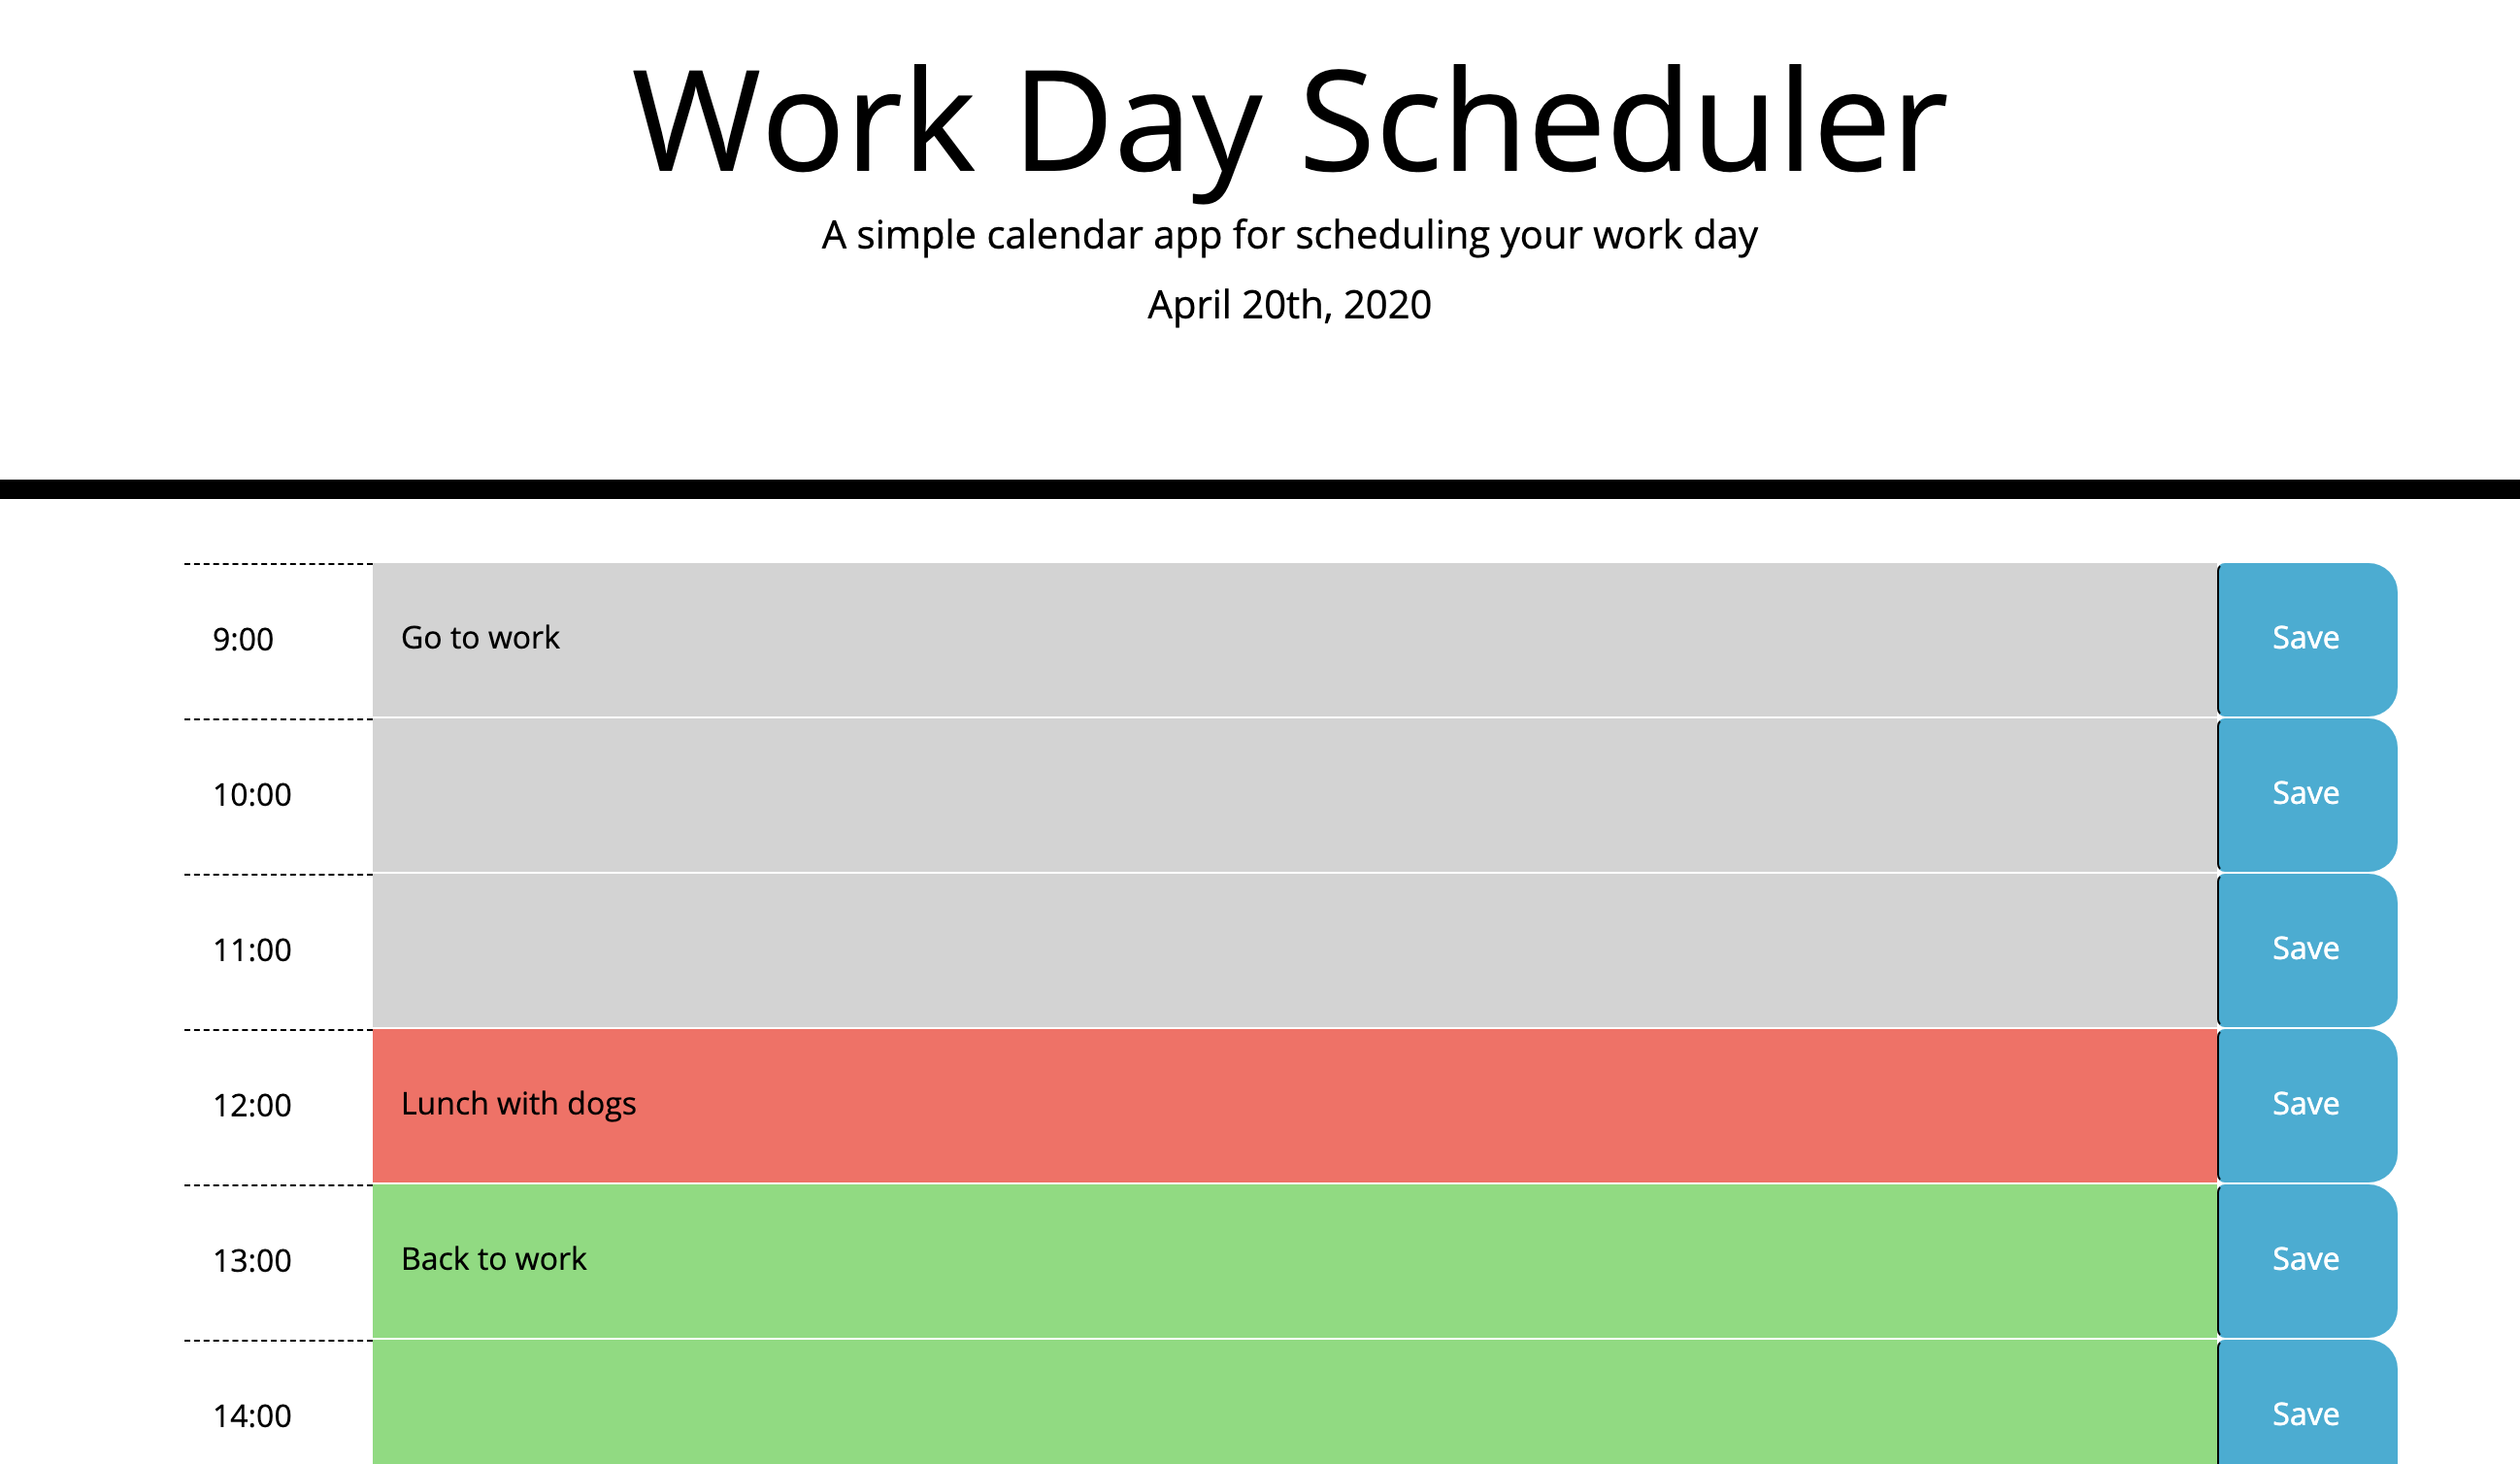 Work Day Scheduler
A simple calendar app for scheduling your work day
April 20th, 2020
9:00 Go to work Save
10:00 Save
11:00 Save
12:00 Lunch with dogs Save
13:00 Back to work Save
14:00 Save